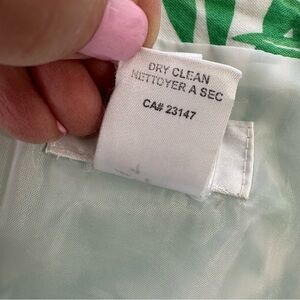 DRY CLEAN
NETTOYER A SEC
CA# 23147